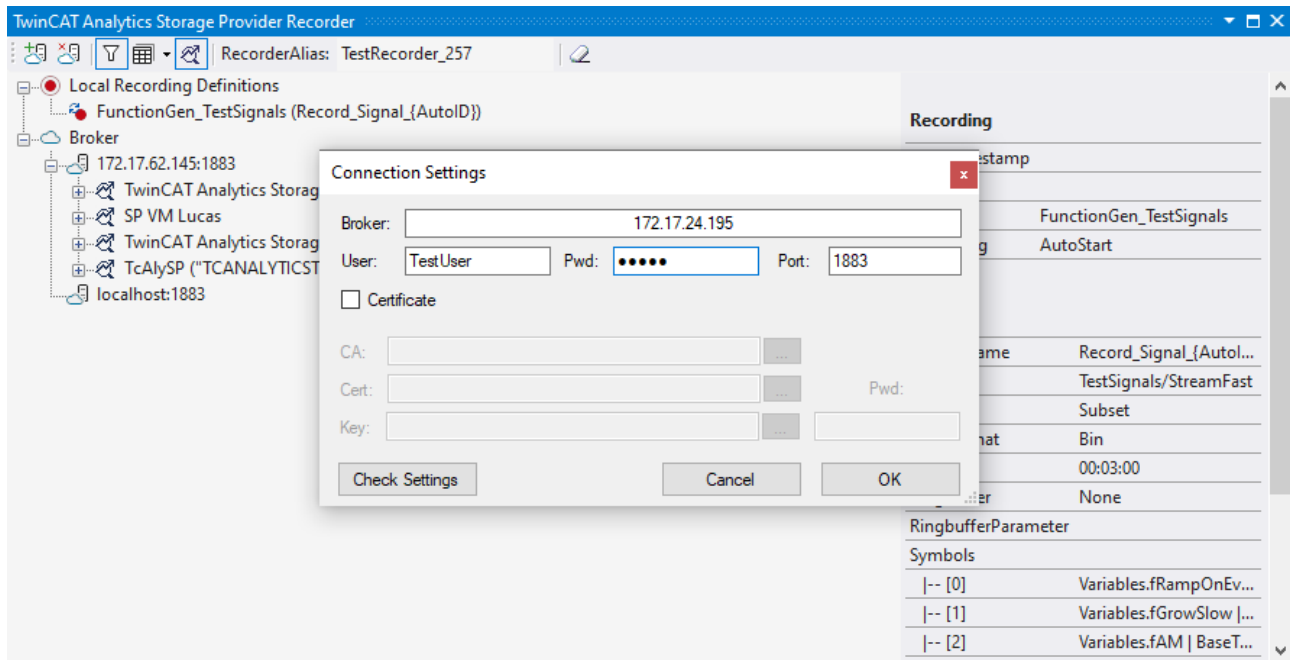 TwinCAT Analytics Storage Provider Recorder
RecorderAlias: TestRecorder_257
Local Recording Definitions
FunctionGen_TestSignals (Record_Signal_{AutoID})
Broker
172.17.62.145:1883
TwinCAT Analytics Storag
SP VM Lucas
TwinCAT Analytics Storag
TcAlySP ("TCANALYTICST
localhost:1883
Connection Settings
x
Broker: 172.17.24.195
User: TestUser Pwd: ●●●●● Port: 1883
Certificate
CA: ...
Cert: ... Pwd:
Key: ...
Check Settings Cancel OK
Recording
estamp
FunctionGen_TestSignals
g AutoStart
ame Record_Signal_{AutoI...
TestSignals/StreamFast
Subset
nat Bin
00:03:00
er None
RingbufferParameter
Symbols
|-- [0] Variables.fRampOnEv...
|-- [1] Variables.fGrowSlow |...
|-- [2] Variables.fAM | BaseT...